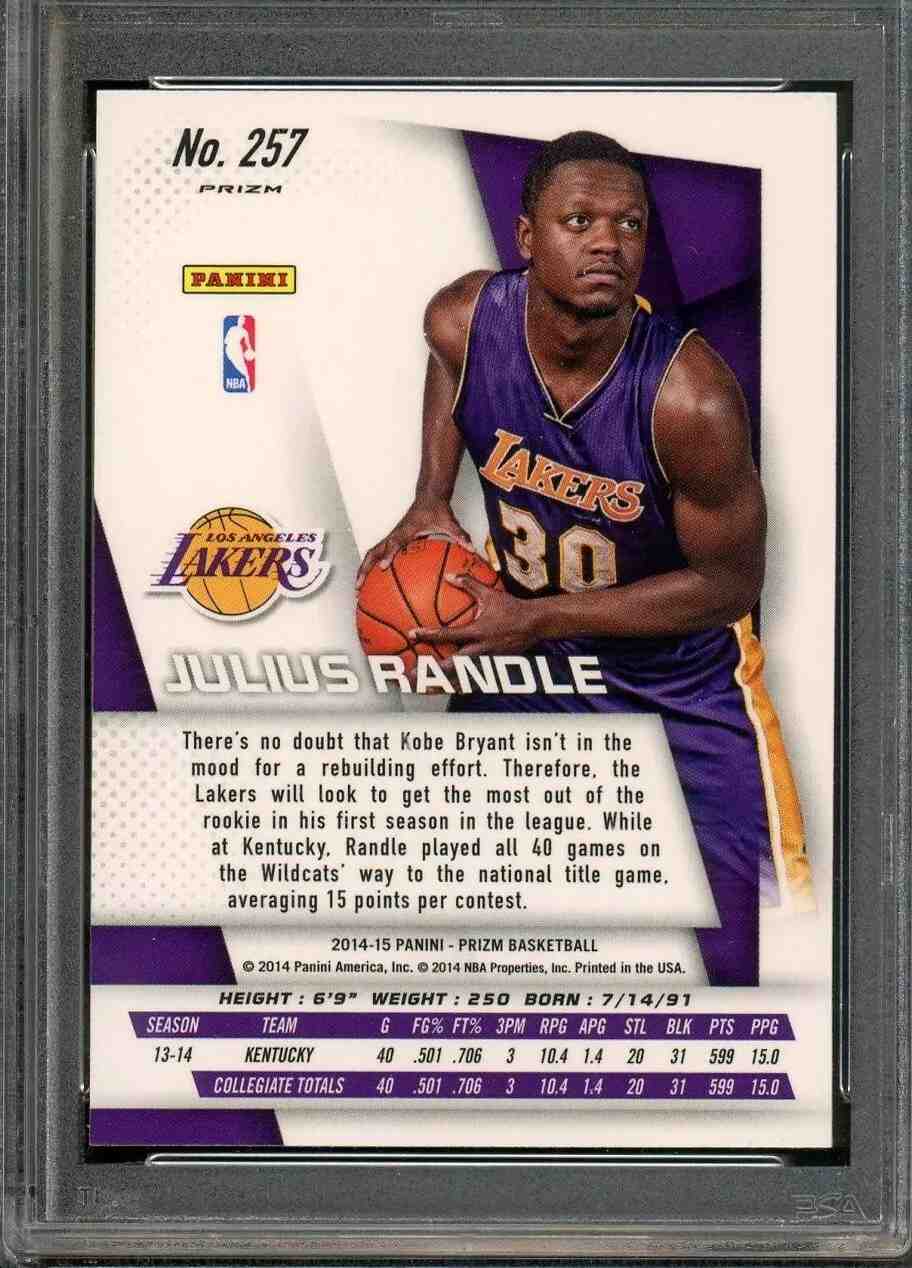 No. 257
PRIZM
PANINI
NBA
LOS ANGELES
LAKERS
LAKERS
30
JULIUS RANDLE
There's no doubt that Kobe Bryant isn't in the
mood for a rebuilding effort. Therefore, the
Lakers will look to get the most out of the
rookie in his first season in the league. While
at Kentucky, Randle played all 40 games on
the Wildcats' way to the national title game,
averaging 15 points per contest.
2014-15 PANINI - PRIZM BASKETBALL
© 2014 Panini America, Inc. © 2014 NBA Properties, Inc. Printed in the USA.
HEIGHT : 6'9" WEIGHT : 250 BORN : 7/14/91
SEASON TEAM G FG% FT% 3PM RPG APG STL BLK PTS PPG
13-14 KENTUCKY 40 .501 .706 3 10.4 1.4 20 31 599 15.0
COLLEGIATE TOTALS 40 .501 .706 3 10.4 1.4 20 31 599 15.0